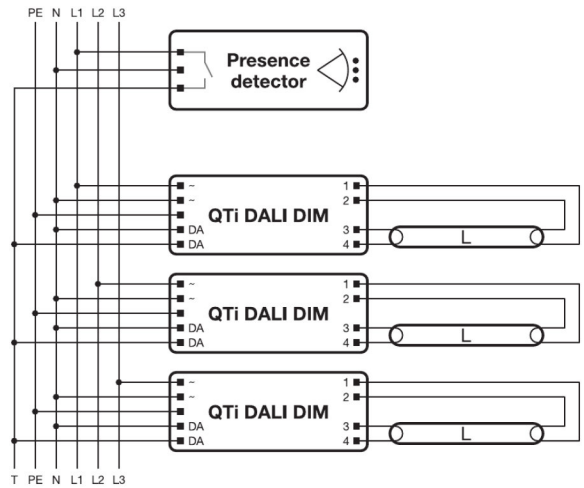 PE N L1 L2 L3
Presence
detector
~ 1
~ QTi DALI DIM 2
DA 3 L
DA 4
~ 1
~ QTi DALI DIM 2
DA 3 L
DA 4
~ 1
~ QTi DALI DIM 2
DA 3 L
DA 4
T PE N L1 L2 L3